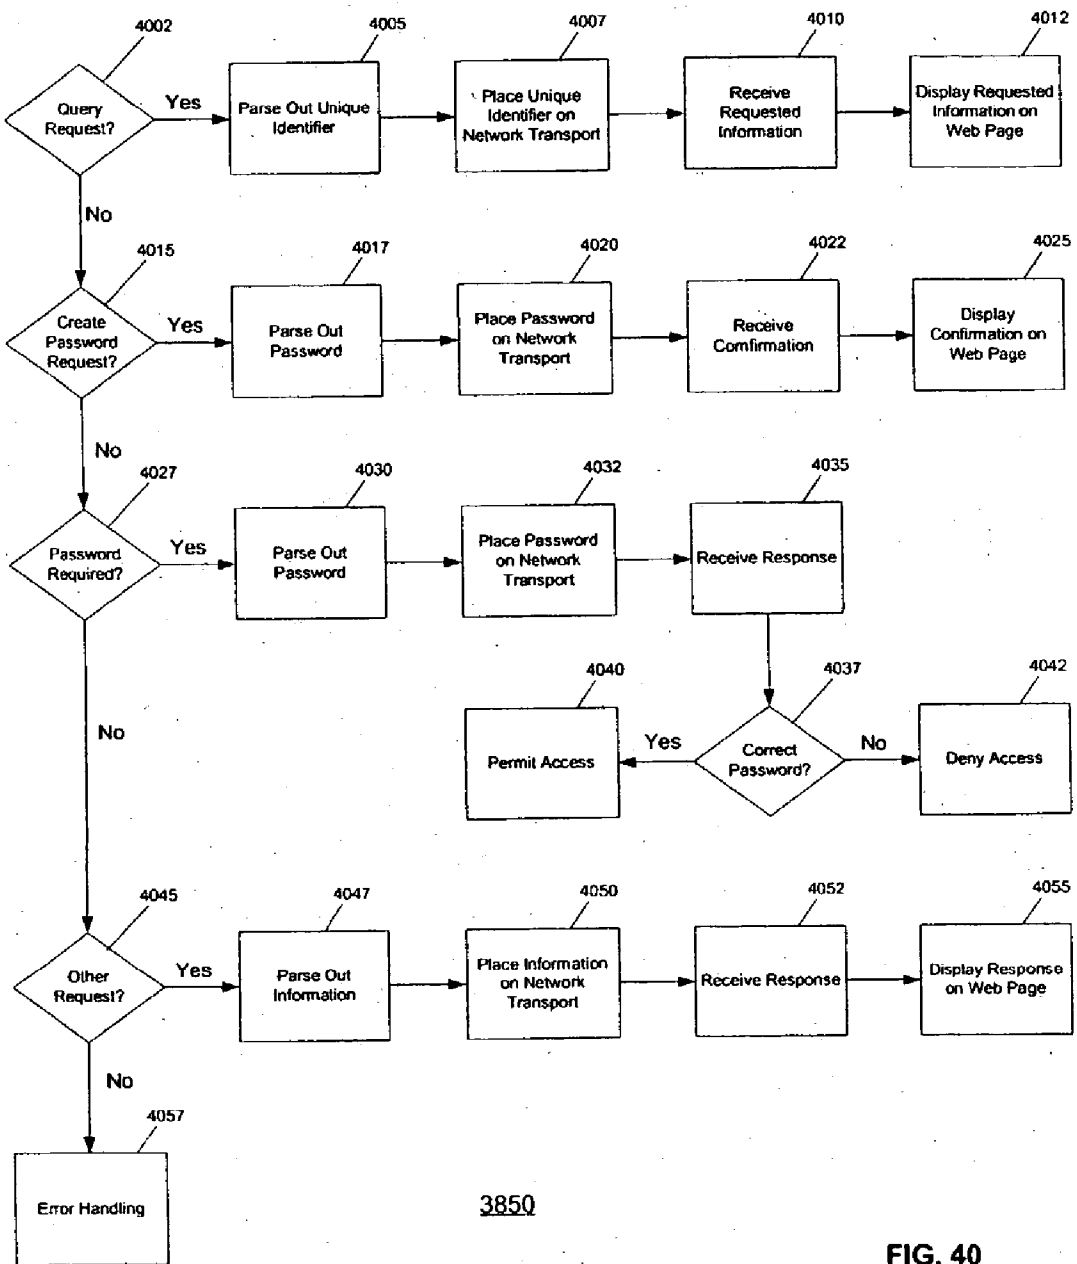 4002
4005
4007
4010
4012
Query
Request?
Yes
Parse Out Unique
Identifier
Place Unique
Identifier on
Network Transport
Receive
Requested
Information
Display Requested
Information on
Web Page
No
4015
4017
4020
4022
4025
Create
Password
Request?
Yes
Parse Out
Password
Place Password
on Network
Transport
Receive
Comfirmation
Display
Confirmation on
Web Page
No
4027
4030
4032
4035
Password
Required?
Yes
Parse Out
Password
Place Password
on Network
Transport
Receive Response
4040
4037
4042
No
Permit Access
Yes
Correct
Password?
No
Deny Access
4045
4047
4050
4052
4055
Other
Request?
Yes
Parse Out
Information
Place Information
on Network
Transport
Receive Response
Display Response
on Web Page
No
4057
Error Handling
3850
FIG. 40